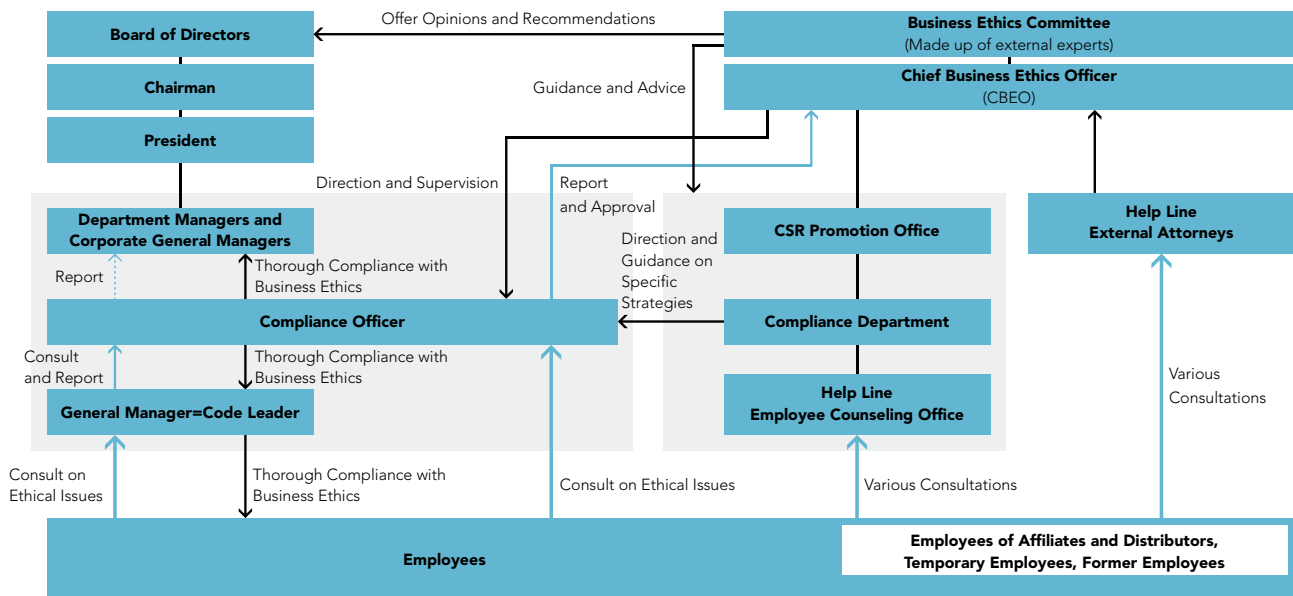 Offer Opinions and Recommendations
Board of Directors
Business Ethics Committee
(Made up of external experts)
Chairman
Guidance and Advice
Chief Business Ethics Officer
(CBEO)
President
Direction and Supervision
Report
and Approval
Department Managers and
Corporate General Managers
CSR Promotion Office
Help Line
External Attorneys
Direction and
Guidance on
Specific
Strategies
Report
Thorough Compliance with
Business Ethics
Compliance Officer
Compliance Department
Consult
and Report
Thorough Compliance with
Business Ethics
Various
Consultations
General Manager=Code Leader
Help Line
Employee Counseling Office
Consult on
Ethical Issues
Thorough Compliance with
Business Ethics
Consult on Ethical Issues
Various Consultations
Employees
Employees of Affiliates and Distributors,
Temporary Employees, Former Employees